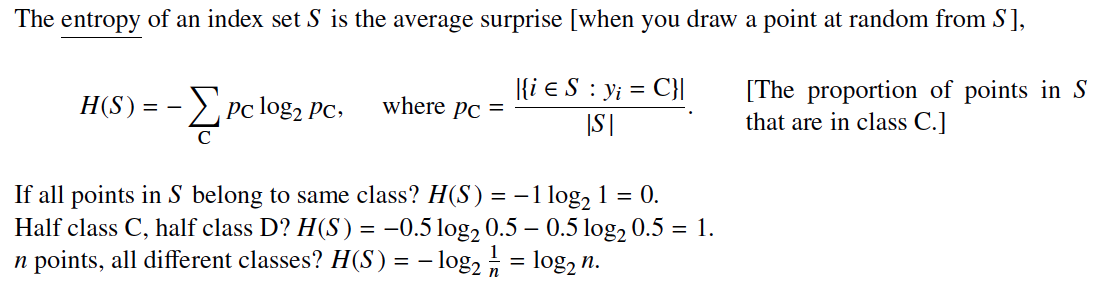 The entropy of an index set S is the average surprise [when you draw a point at random from S],
H(S) = − ∑_C p_C log₂ p_C, where p_C = |{i ∈ S : y_i = C}| / |S|. [The proportion of points in S
that are in class C.]
If all points in S belong to same class? H(S) = −1 log₂ 1 = 0.
Half class C, half class D? H(S) = −0.5 log₂ 0.5 − 0.5 log₂ 0.5 = 1.
n points, all different classes? H(S) = − log₂ 1/n = log₂ n.